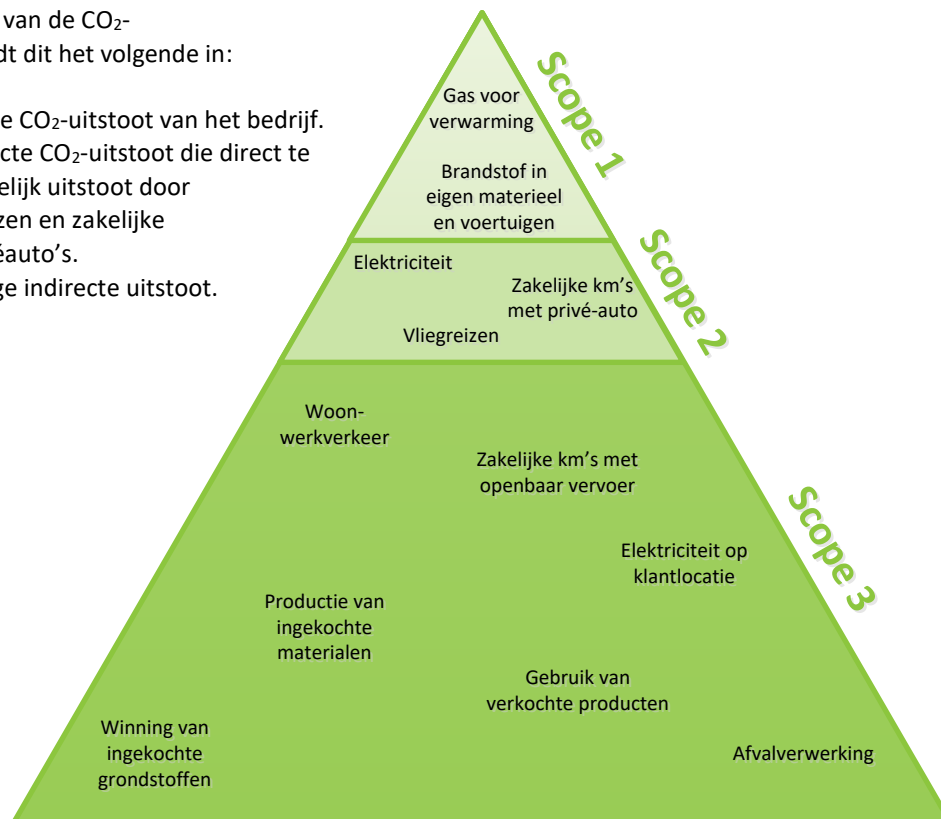 van de CO₂-
dt dit het volgende in:
e CO₂-uitstoot van het bedrijf.
cte CO₂-uitstoot die direct te
elijk uitstoot door
zen en zakelijke
éauto's.
ge indirecte uitstoot.
Scope 1
Gas voor
verwarming
Brandstof in
eigen materieel
en voertuigen
Scope 2
Elektriciteit
Zakelijke km's
met privé-auto
Vliegreizen
Scope 3
Woon-
werkverkeer
Zakelijke km's met
openbaar vervoer
Elektriciteit op
klantlocatie
Productie van
ingekochte
materialen
Gebruik van
verkochte producten
Winning van
ingekochte
grondstoffen
Afvalverwerking